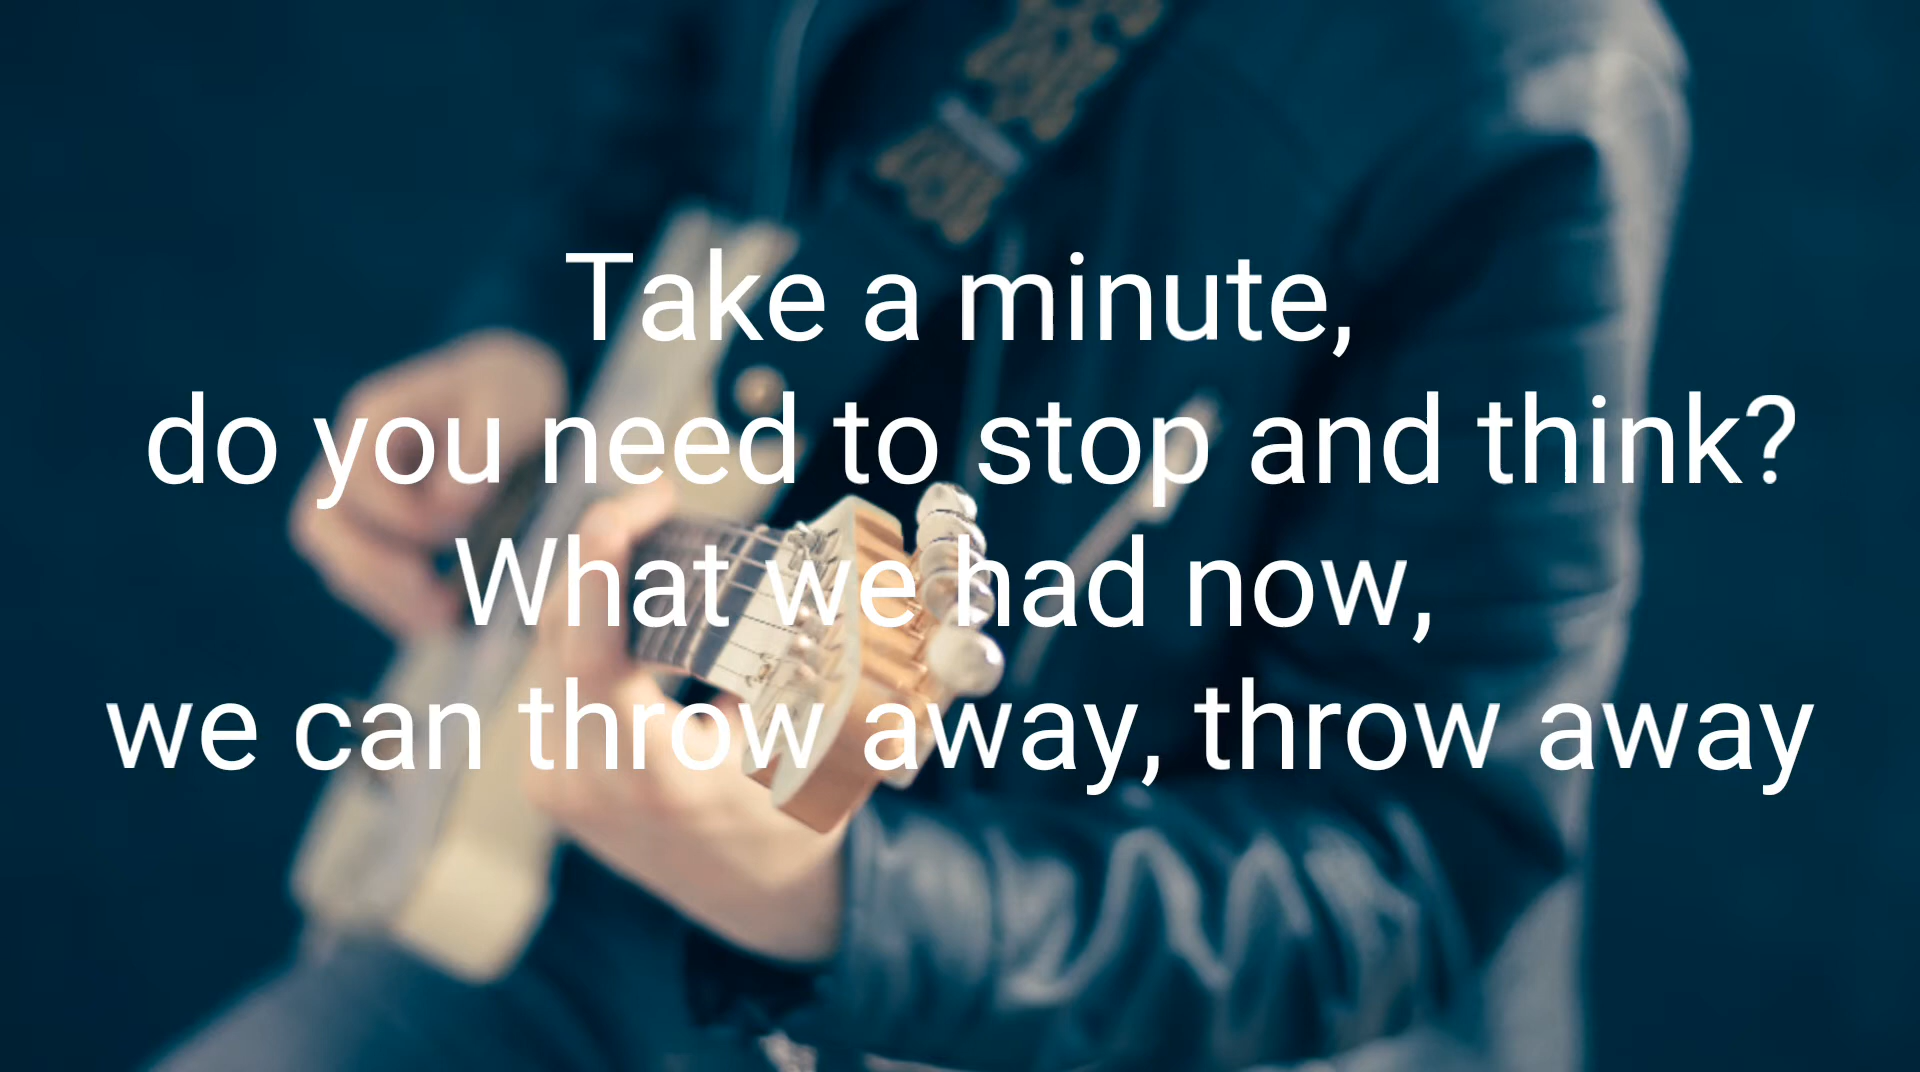 Take a minute,
do you need to stop and think?
What we had now,
we can throw away, throw away